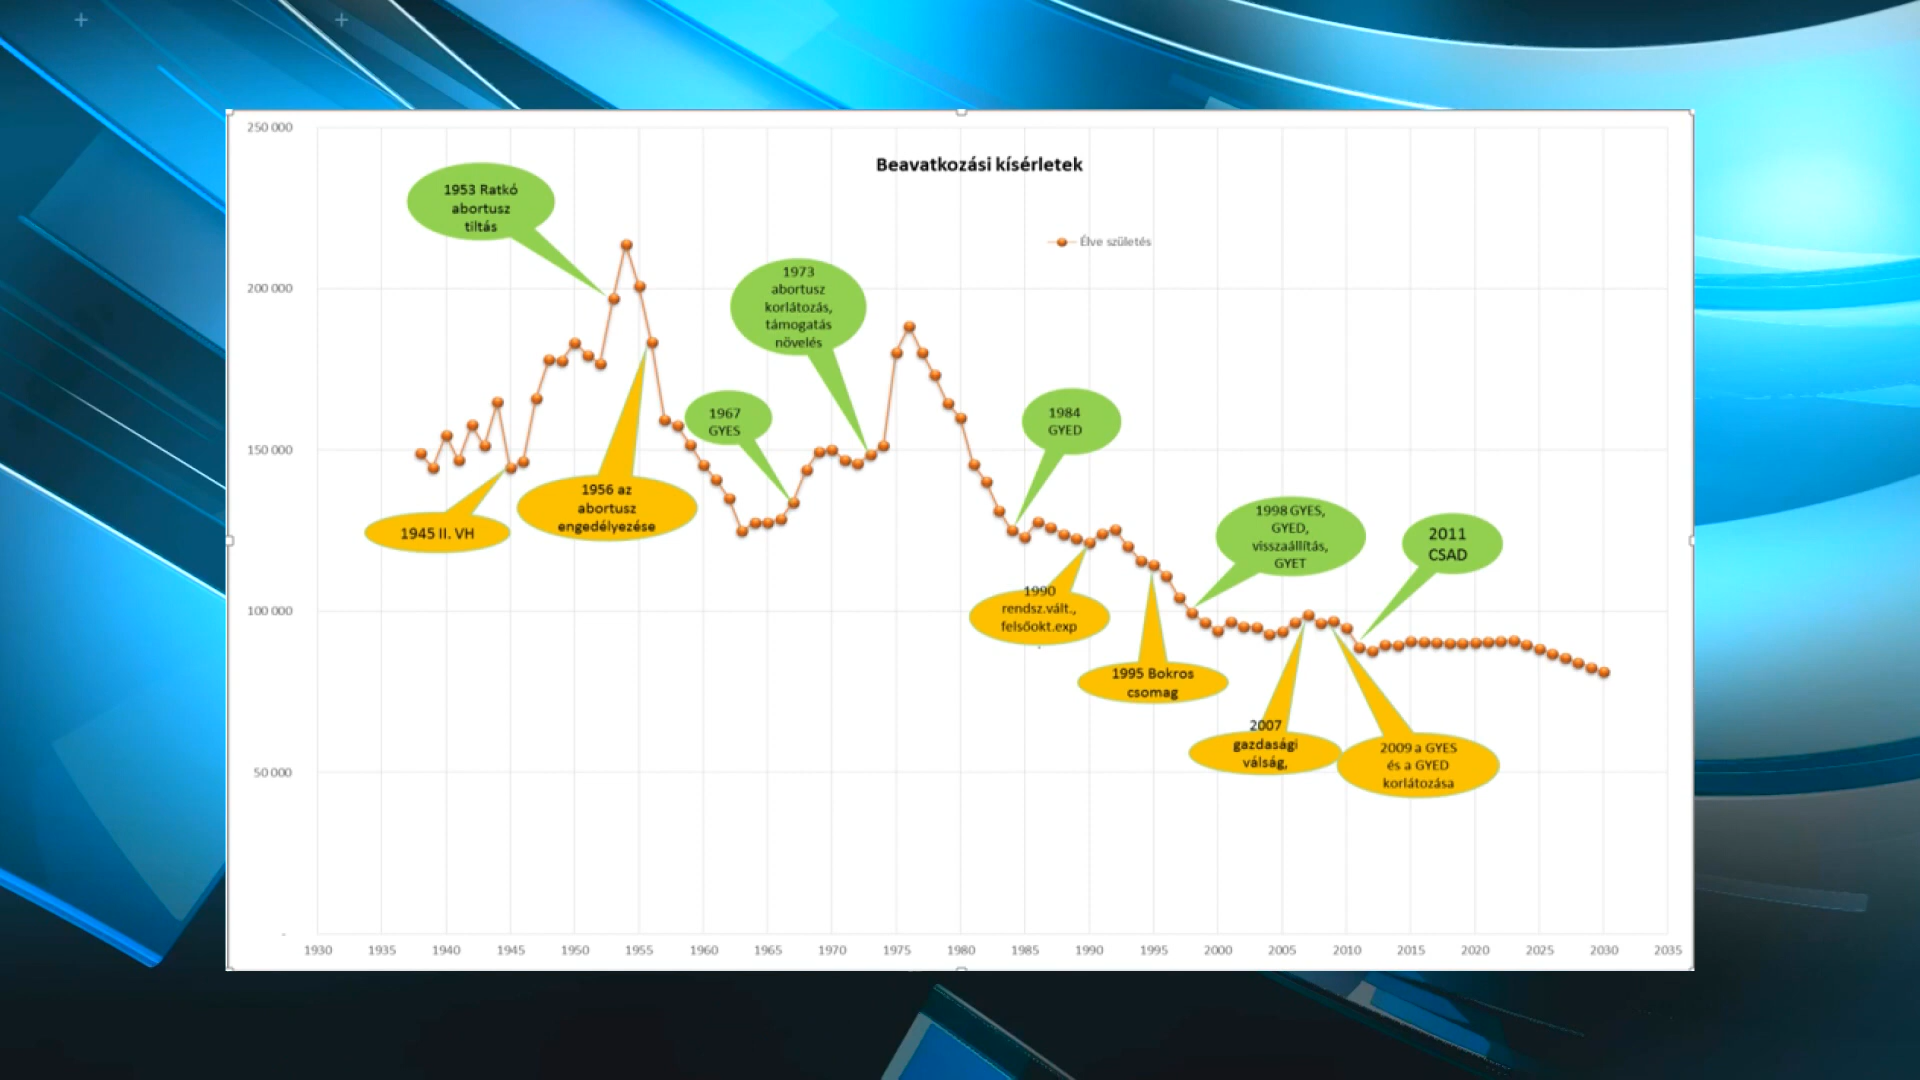 Beavatkozási kísérletek
Élve születés
250 000
200 000
150 000
100 000
50 000
-
1953 Ratkó
abortusz
tiltás
1973
abortusz
korlátozás,
támogatás
növelés
1967
GYES
1984
GYED
1998 GYES,
GYED,
visszaállítás,
GYET
2011
CSAD
1945 II. VH
1956 az
abortusz
engedélyezése
1990
rendsz.vált.,
felsőokt.exp
.
1995 Bokros
csomag
2007
gazdasági
válság,
2009 a GYES
és a GYED
korlátozása
1930 1935 1940 1945 1950 1955 1960 1965 1970 1975 1980 1985 1990 1995 2000 2005 2010 2015 2020 2025 2030 2035